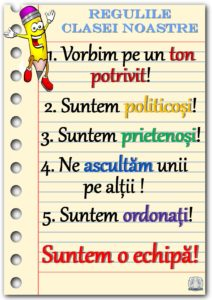 REGULILE
CLASEI NOASTRE
1. Vorbim pe un ton
potrivit!
2. Suntem politicoși!
3. Suntem prietenoși!
4. Ne ascultăm unii
pe alții !
5. Suntem ordonați!
Suntem o echipă!